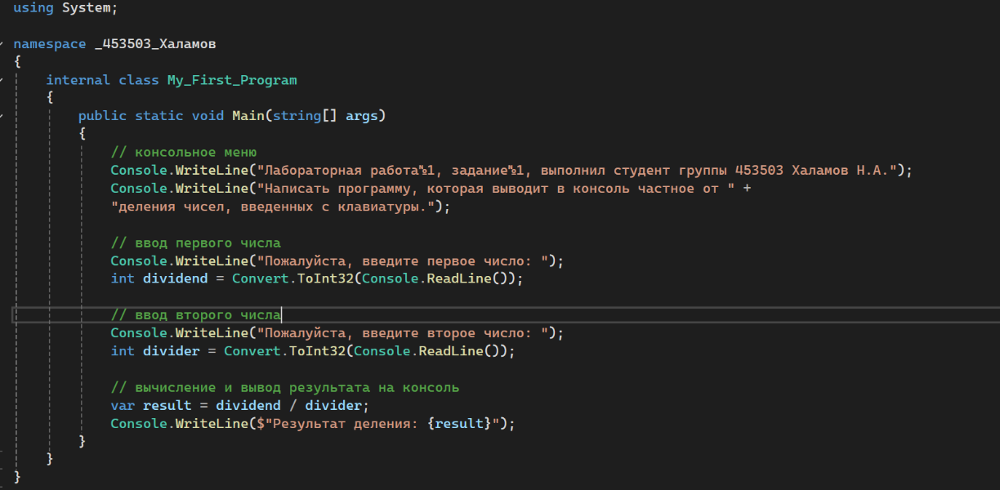 using System;
namespace _453503_Халамов
{
internal class My_First_Program
{
public static void Main(string[] args)
{
// консольное меню
Console.WriteLine("Лабораторная работа№1, задание№1, выполнил студент группы 453503 Халамов Н.А.");
Console.WriteLine("Написать программу, которая выводит в консоль частное от " +
"деления чисел, введенных с клавиатуры.");
// ввод первого числа
Console.WriteLine("Пожалуйста, введите первое число: ");
int dividend = Convert.ToInt32(Console.ReadLine());
// ввод второго числа
Console.WriteLine("Пожалуйста, введите второе число: ");
int divider = Convert.ToInt32(Console.ReadLine());
// вычисление и вывод результата на консоль
var result = dividend / divider;
Console.WriteLine($"Результат деления: {result}");
}
}
}